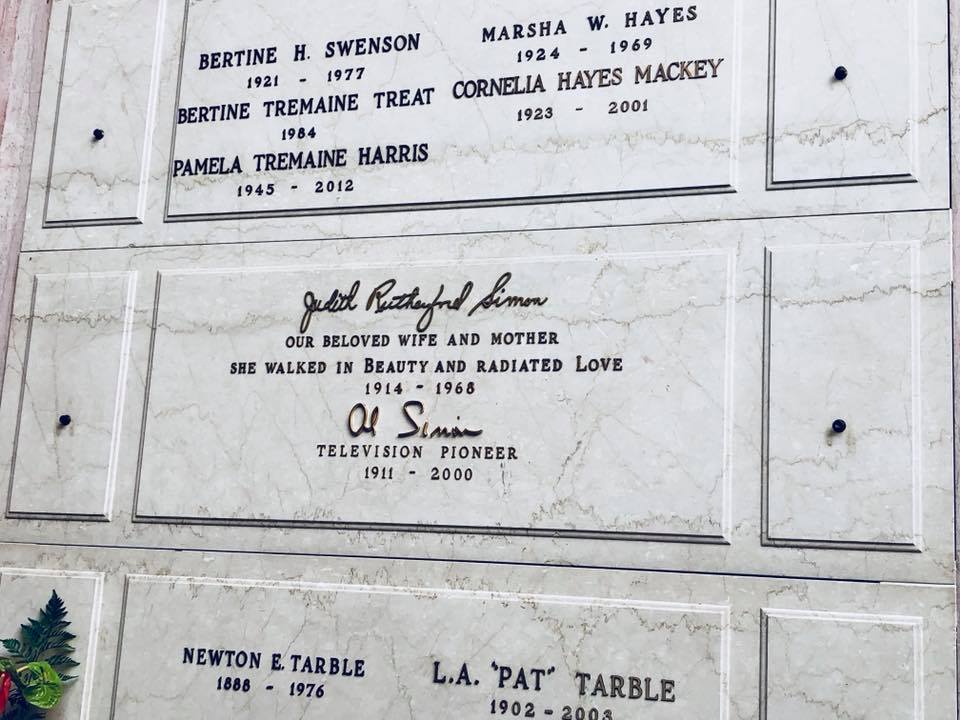 BERTINE H. SWENSON
1921 - 1977
BERTINE TREMAINE TREAT
1984
PAMELA TREMAINE HARRIS
1945 - 2012
MARSHA W. HAYES
1924 - 1969
CORNELIA HAYES MACKEY
1923 - 2001
Judith Rutherford Simon
OUR BELOVED WIFE AND MOTHER
SHE WALKED IN BEAUTY AND RADIATED LOVE
1914 - 1968
Al Simon
TELEVISION PIONEER
1911 - 2000
NEWTON E. TARBLE
1888 - 1976
L.A. "PAT" TARBLE
1902 - 2003